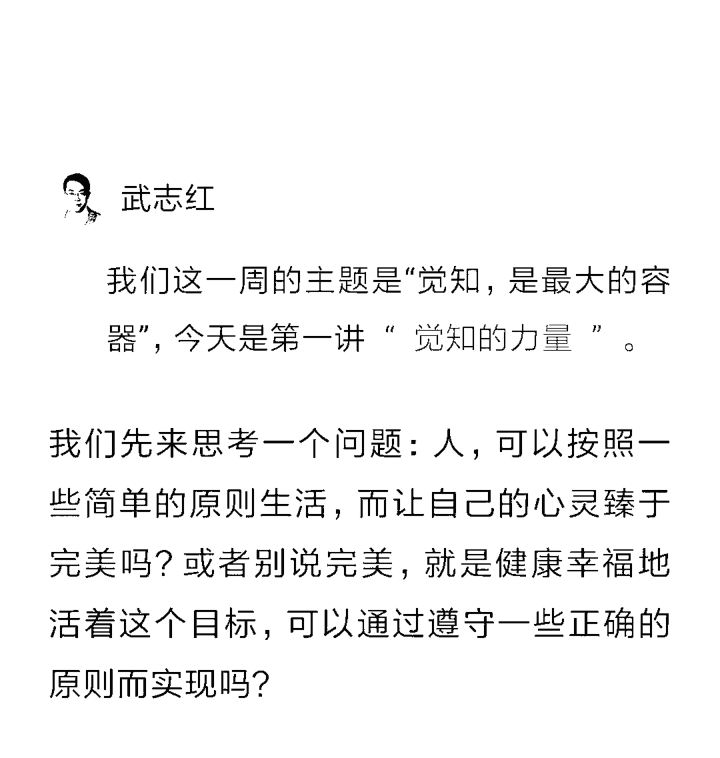 武志红
我们这一周的主题是“觉知，是最大的容
器”，今天是第一讲 “ 觉知的力量 ” 。
我们先来思考一个问题：人，可以按照一
些简单的原则生活，而让自己的心灵臻于
完美吗？或者别说完美，就是健康幸福地
活着这个目标，可以通过遵守一些正确的
原则而实现吗？